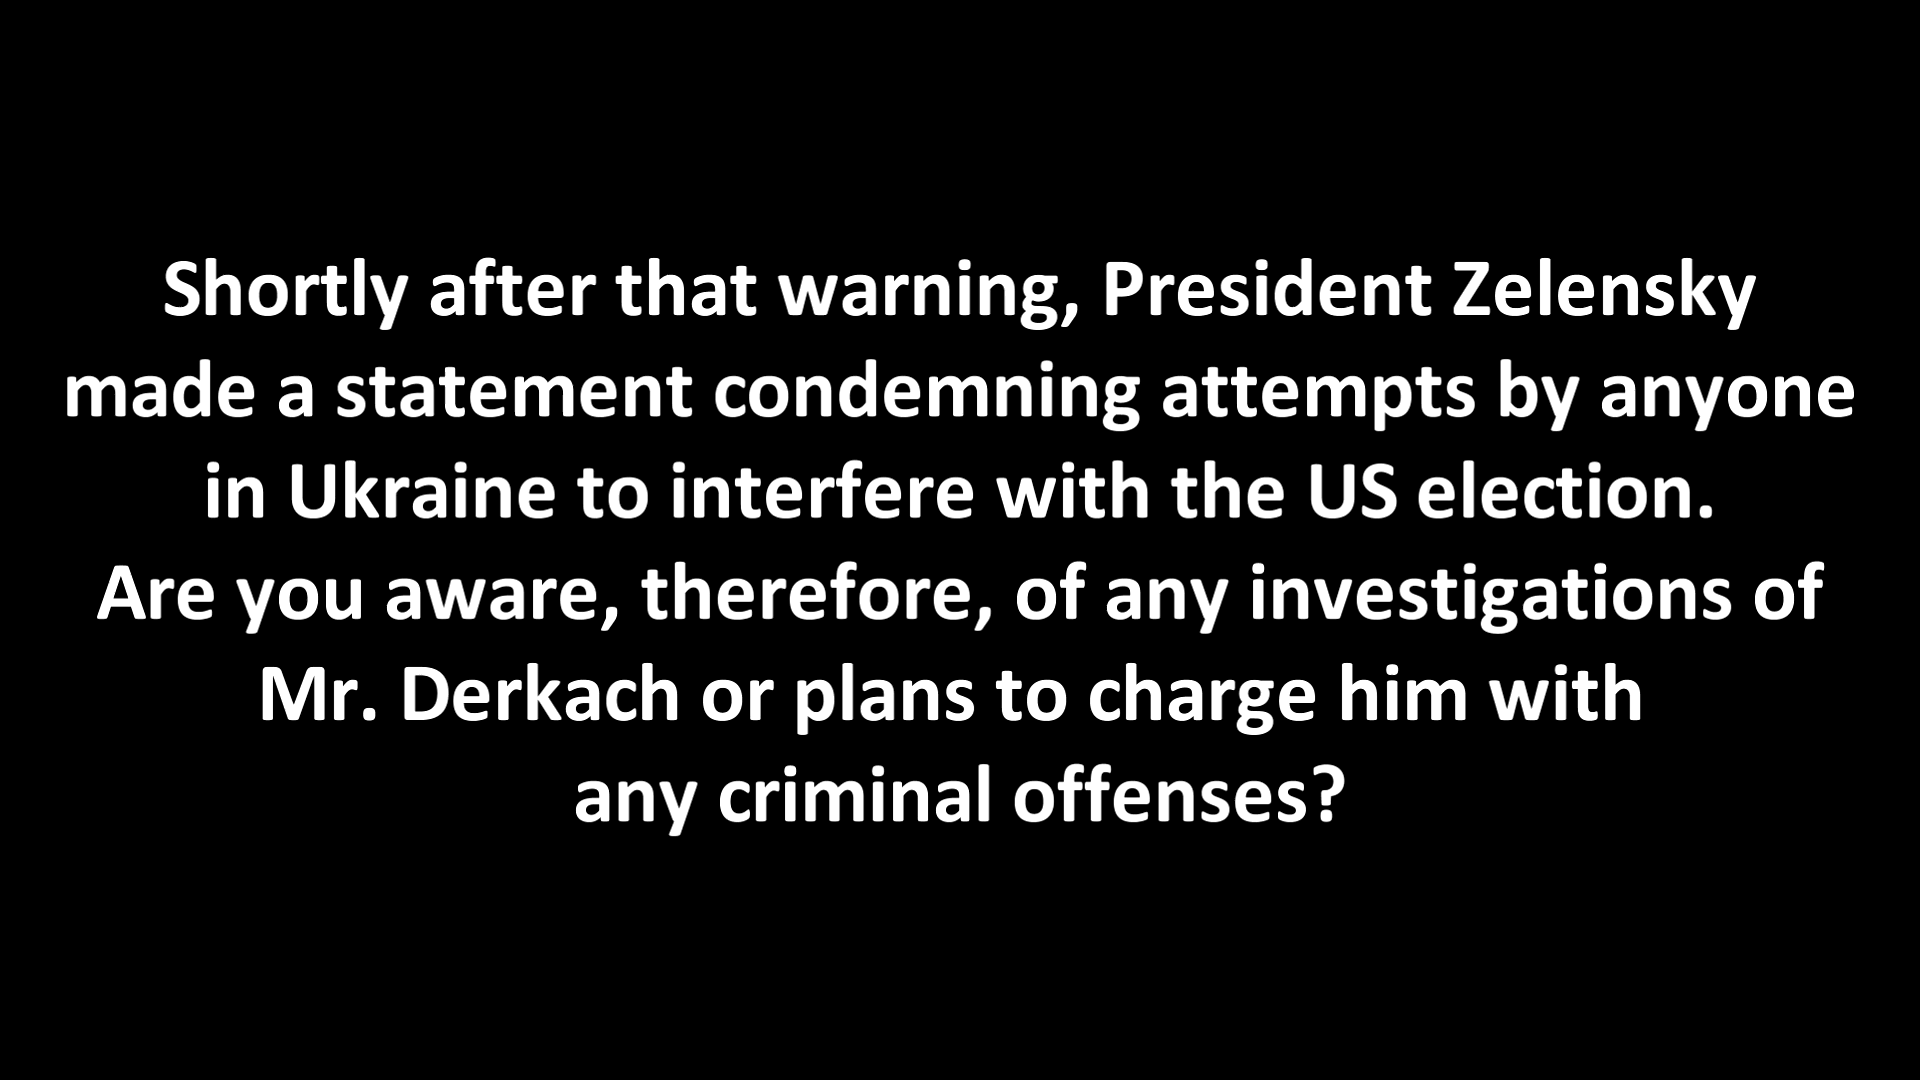 Shortly after that warning, President Zelensky
made a statement condemning attempts by anyone
in Ukraine to interfere with the US election.
Are you aware, therefore, of any investigations of
Mr. Derkach or plans to charge him with
any criminal offenses?